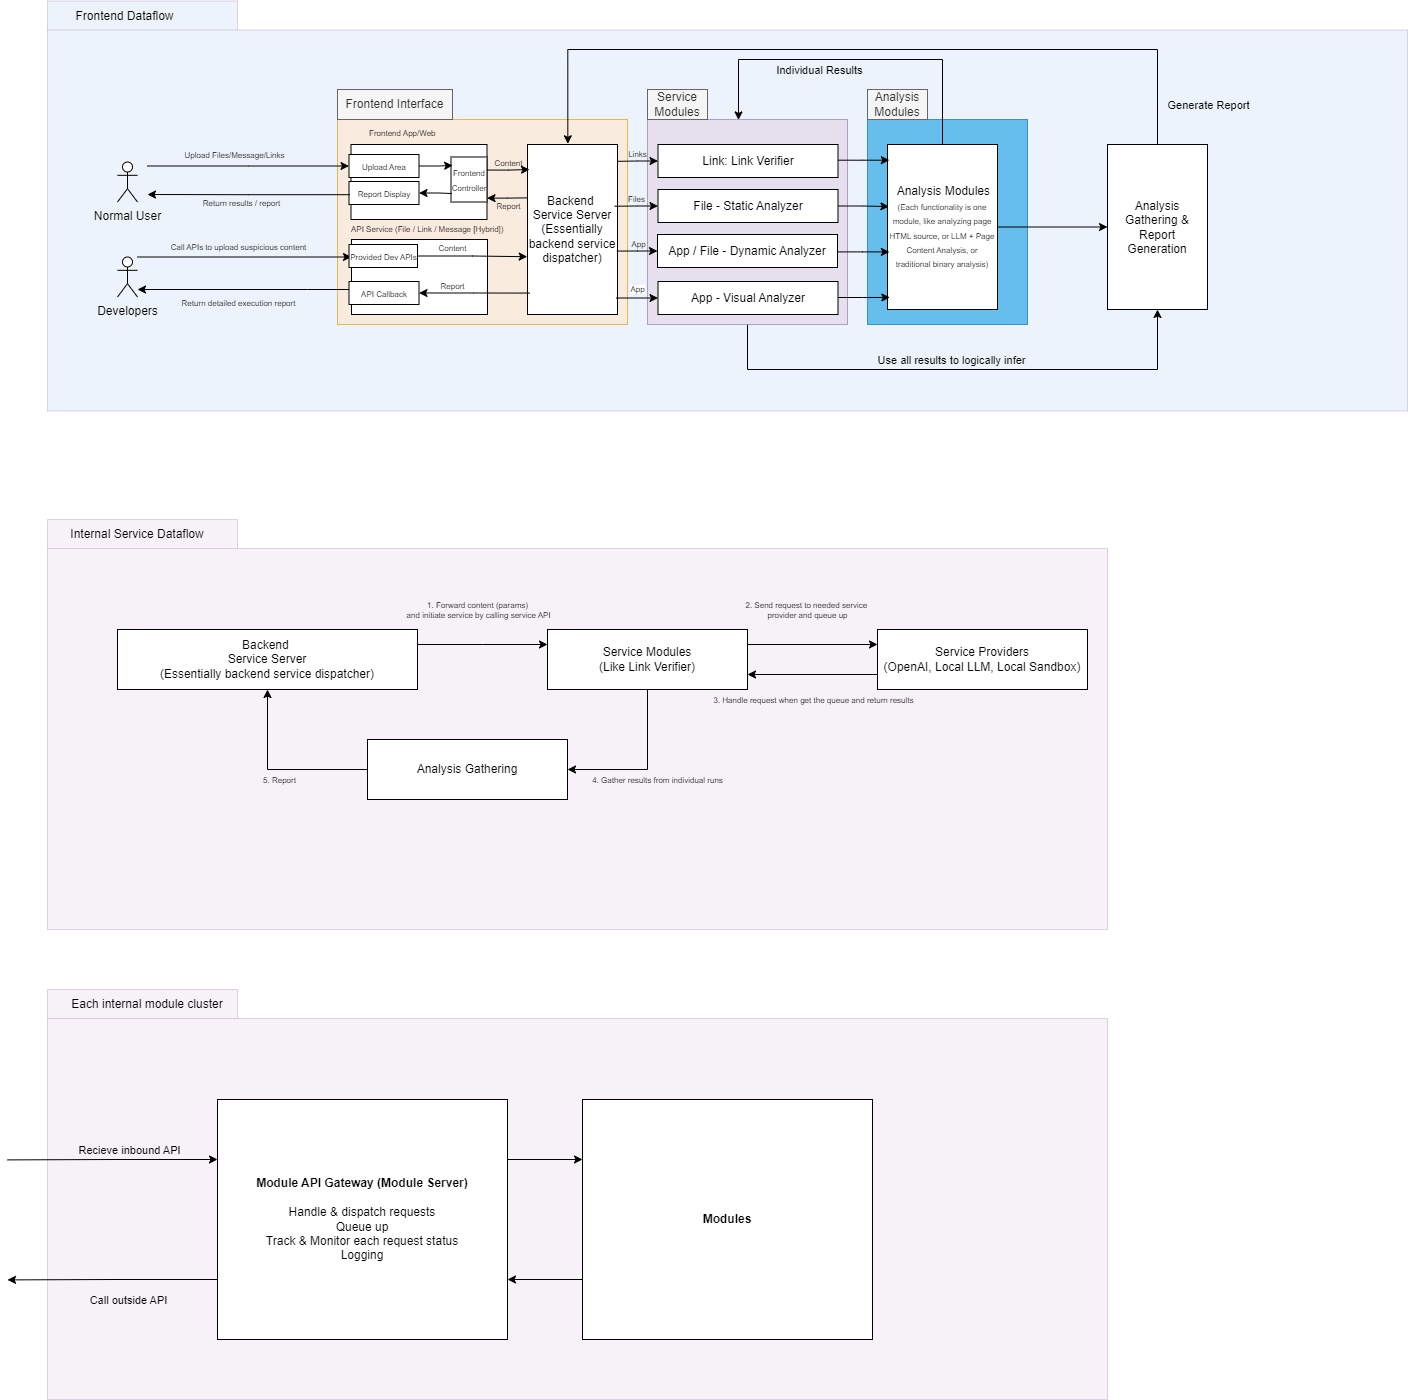 Frontend Dataflow
Individual Results
Generate Report
Frontend Interface
Service
Modules
Analysis
Modules
Frontend App/Web
Upload Files/Message/Links
Upload Area
Frontend
Controller
Content
Report Display
Return results / report
Report
Normal User
API Service (File / Link / Message [Hybrid])
Call APIs to upload suspicious content
Content
Provided Dev APIs
Report
API Callback
Return detailed execution report
Developers
Backend
Service Server
(Essentially
backend service
dispatcher)
Links
Files
App
App
Link: Link Verifier
File - Static Analyzer
App / File - Dynamic Analyzer
App - Visual Analyzer
Analysis Modules
(Each functionality is one
module, like analyzing page
HTML source, or LLM + Page
Content Analysis, or
traditional binary analysis)
Analysis
Gathering &
Report
Generation
Use all results to logically infer
Internal Service Dataflow
1. Forward content (params)
and initiate service by calling service API
2. Send request to needed service
provider and queue up
Backend
Service Server
(Essentially backend service dispatcher)
Service Modules
(Like Link Verifier)
Service Providers
(OpenAI, Local LLM, Local Sandbox)
3. Handle request when get the queue and return results
Analysis Gathering
5. Report
4. Gather results from individual runs
Each internal module cluster
Recieve inbound API
Module API Gateway (Module Server)
Handle & dispatch requests
Queue up
Track & Monitor each request status
Logging
Modules
Call outside API